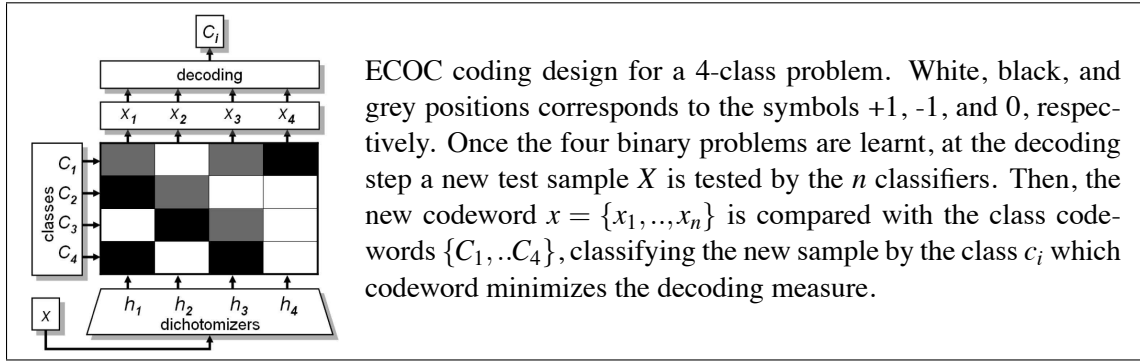 C_i
decoding
x_1 x_2 x_3 x_4
classes
C_1
C_2
C_3
C_4
h_1 h_2 h_3 h_4
dichotomizers
X
ECOC coding design for a 4-class problem. White, black, and
grey positions corresponds to the symbols +1, -1, and 0, respec-
tively. Once the four binary problems are learnt, at the decoding
step a new test sample X is tested by the n classifiers. Then, the
new codeword x = {x_1,..,x_n} is compared with the class code-
words {C_1,..C_4}, classifying the new sample by the class c_i which
codeword minimizes the decoding measure.